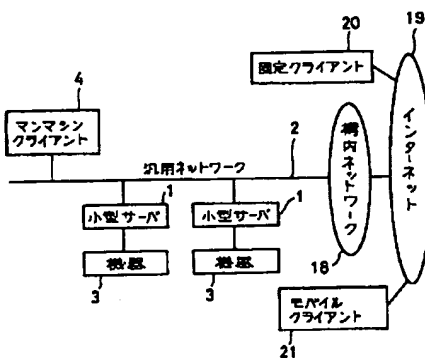 19
20
固定クライアント
4
マンマシン
クライアント
インターネット
構内ネットワーク
汎用ネットワーク
2
1
1
小型サーバ
小型サーバ
18
機器
機器
3
3
モバイル
クライアント
21